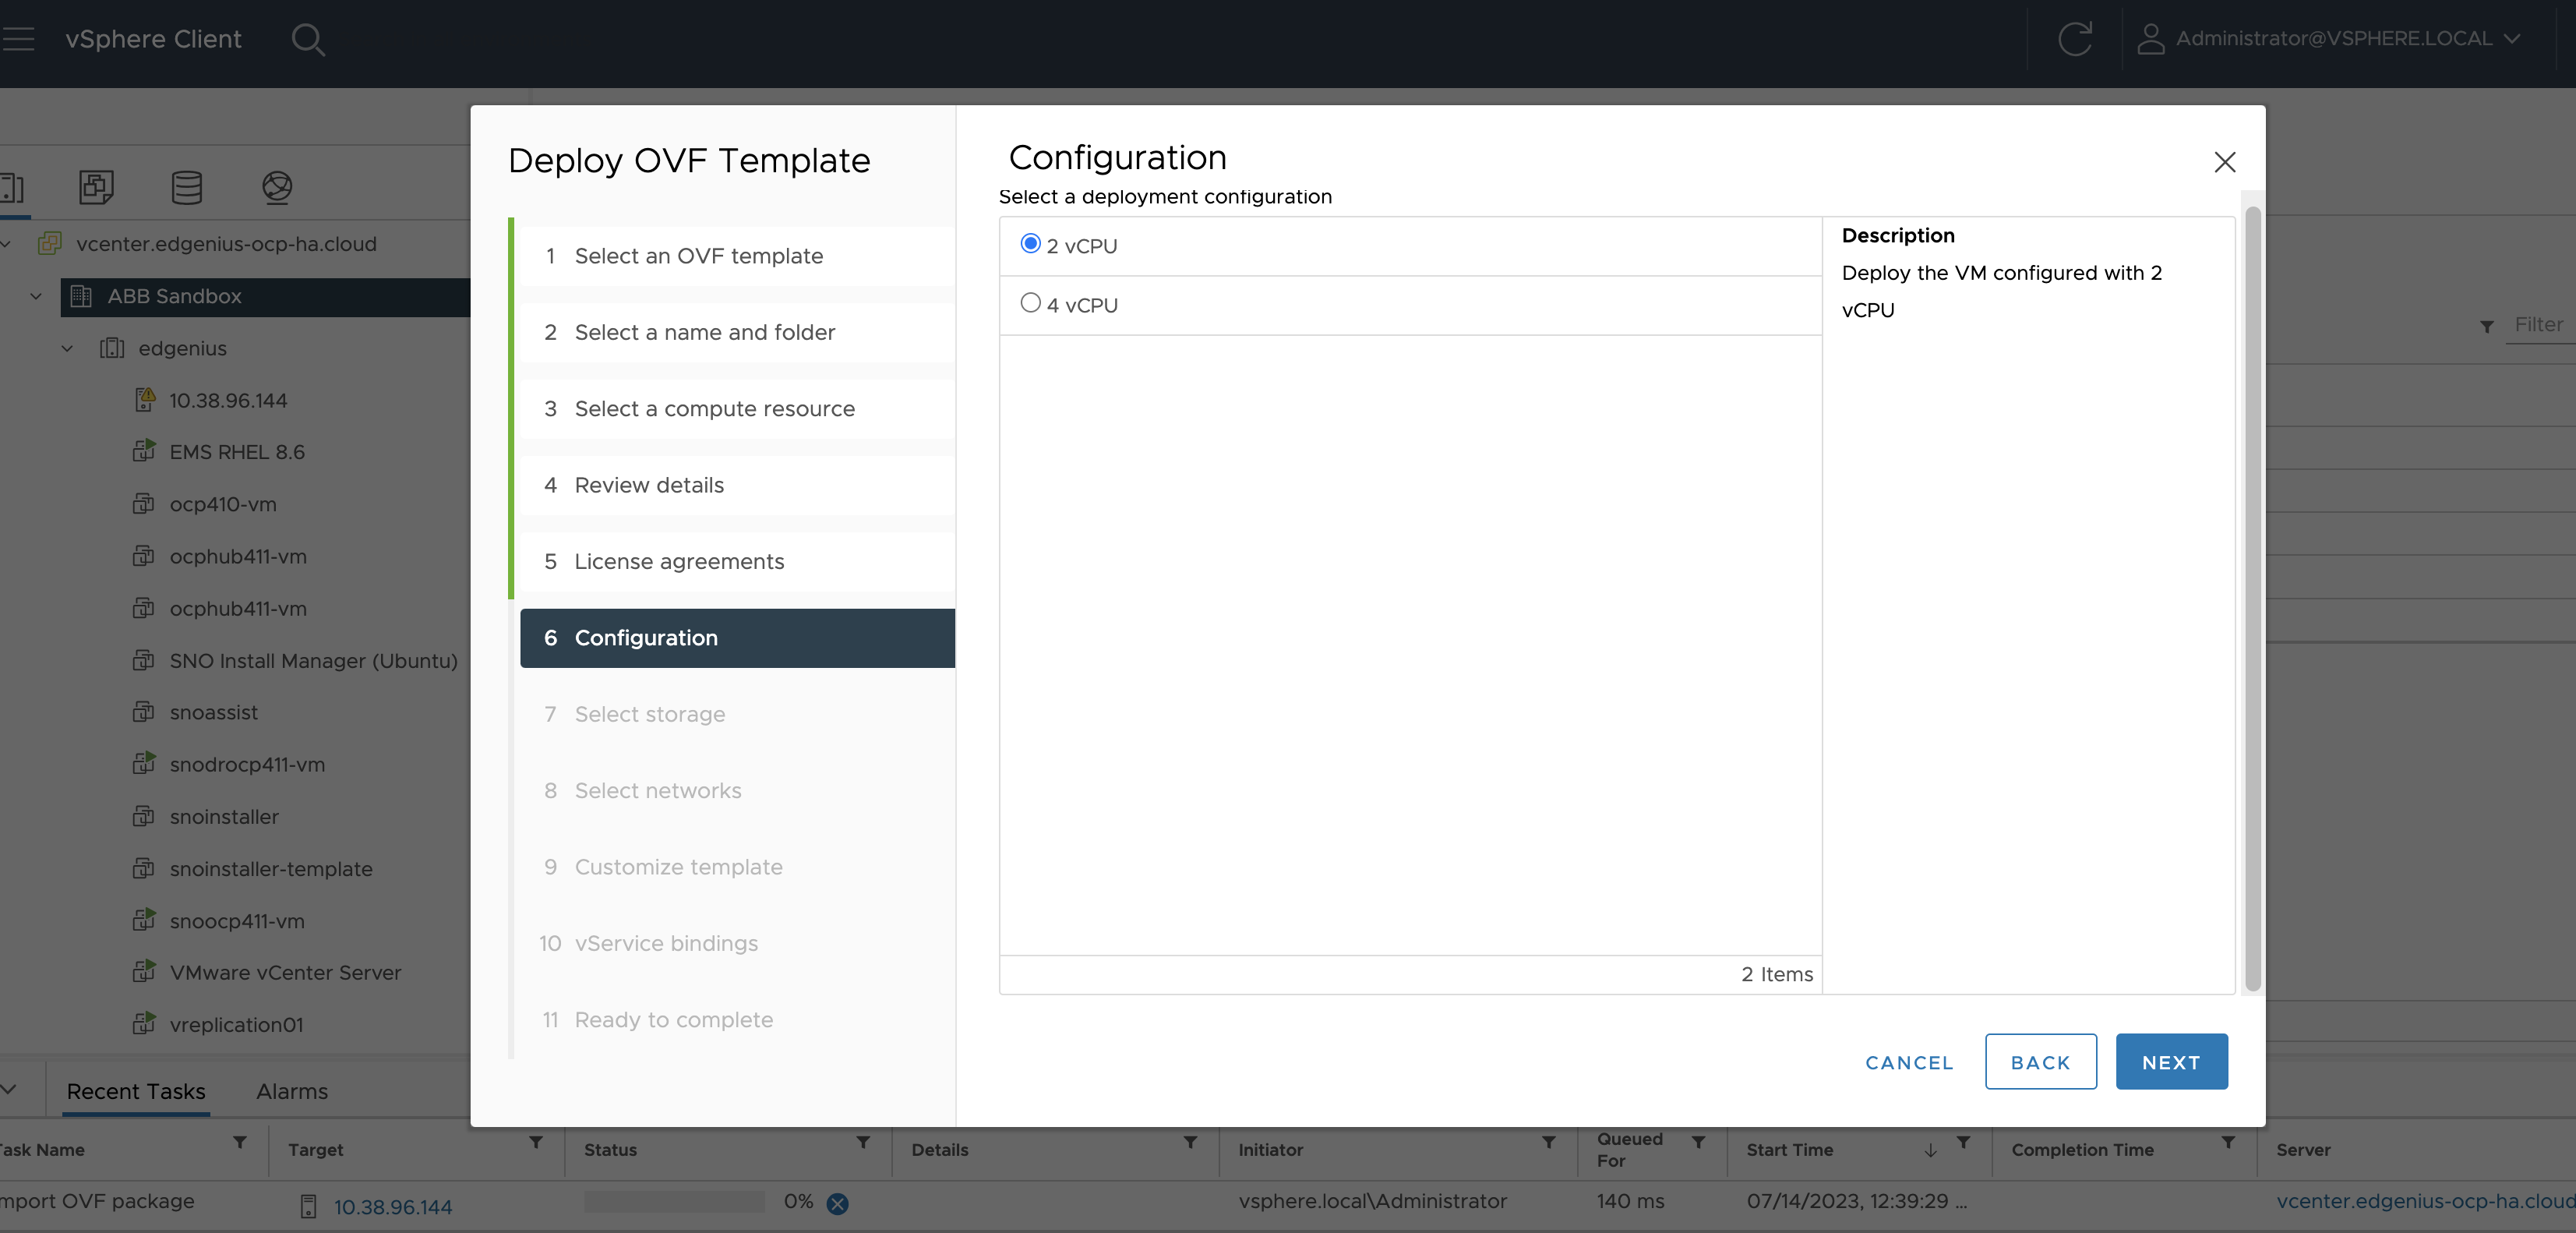 vSphere Client
Administrator@VSPHERE.LOCAL
vcenter.edgenius-ocp-ha.cloud
ABB Sandbox
edgenius
10.38.96.144
EMS RHEL 8.6
ocp410-vm
ocphub411-vm
ocphub411-vm
SNO Install Manager (Ubuntu)
snoassist
snodrocp411-vm
snoinstaller
snoinstaller-template
snoocp411-vm
VMware vCenter Server
vreplication01
Deploy OVF Template
1 Select an OVF template
2 Select a name and folder
3 Select a compute resource
4 Review details
5 License agreements
6 Configuration
7 Select storage
8 Select networks
9 Customize template
10 vService bindings
11 Ready to complete
Configuration
Select a deployment configuration
2 vCPU
4 vCPU
2 Items
Description
Deploy the VM configured with 2
vCPU
CANCEL
BACK
NEXT
Filter
Recent Tasks
Alarms
Task Name
Target
Status
Details
Initiator
Queued
For
Start Time
Completion Time
Server
mport OVF package
10.38.96.144
0%
vsphere.local\Administrator
140 ms
07/14/2023, 12:39:29 ...
vcenter.edgenius-ocp-ha.cloud